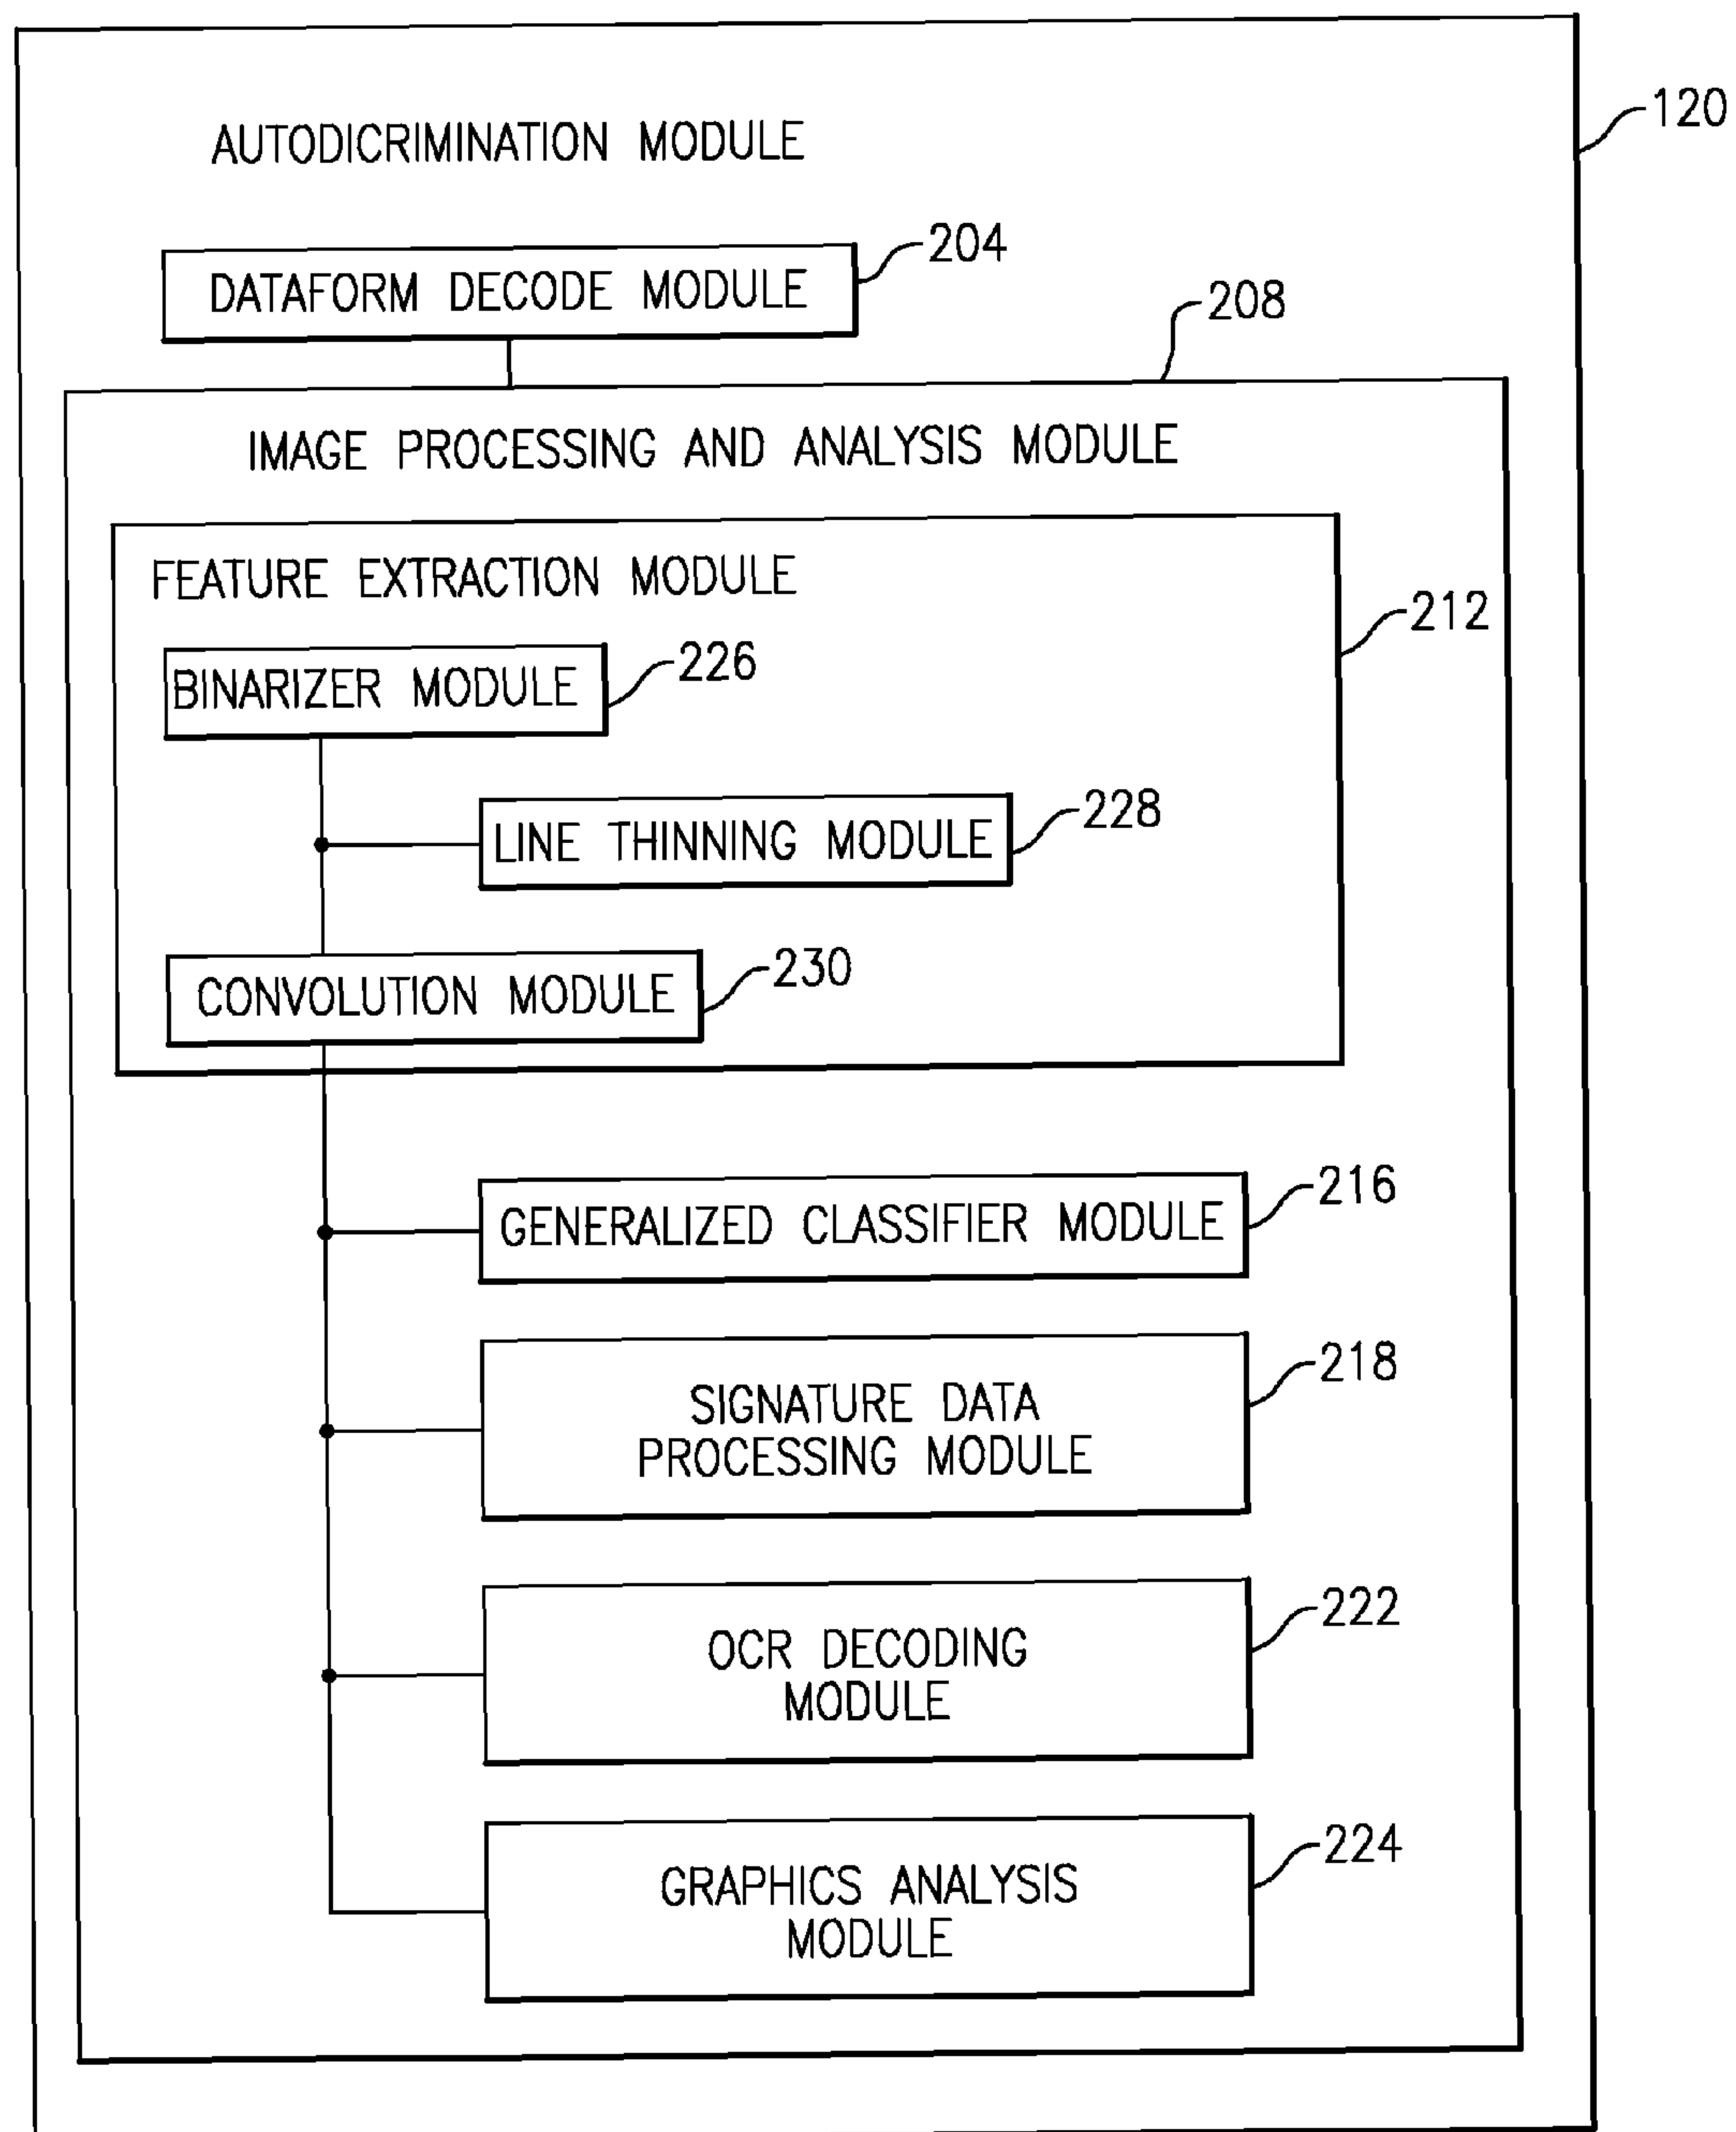 120
AUTODICRIMINATION MODULE
204
DATAFORM DECODE MODULE
208
IMAGE PROCESSING AND ANALYSIS MODULE
FEATURE EXTRACTION MODULE
212
226
BINARIZER MODULE
228
LINE THINNING MODULE
230
CONVOLUTION MODULE
216
GENERALIZED CLASSIFIER MODULE
218
SIGNATURE DATA
PROCESSING MODULE
222
OCR DECODING
MODULE
224
GRAPHICS ANALYSIS
MODULE